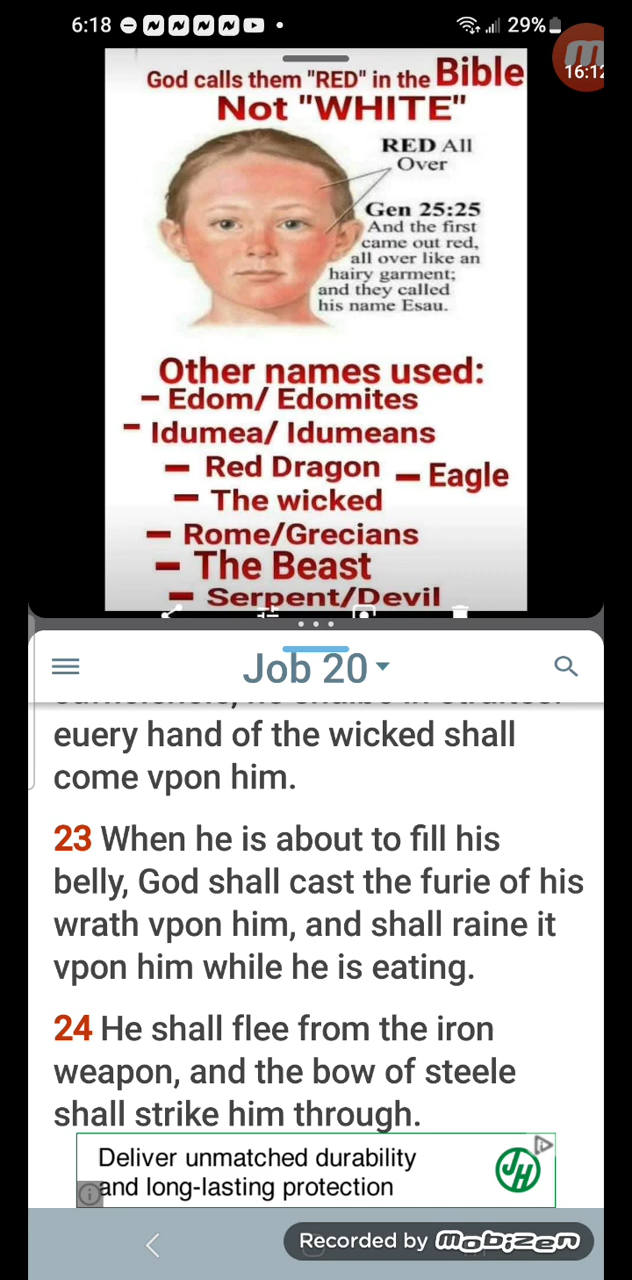 6:18
29%
16:12
God calls them "RED" in the Bible
Not "WHITE"
RED All
Over
Gen 25:25
And the first
came out red,
all over like an
hairy garment;
and they called
his name Esau.
Other names used:
– Edom/ Edomites
– Idumea/ Idumeans
– Red Dragon – Eagle
– The wicked
– Rome/Grecians
– The Beast
– Serpent/Devil
Job 20
euery hand of the wicked shall
come vpon him.
23 When he is about to fill his
belly, God shall cast the furie of his
wrath vpon him, and shall raine it
vpon him while he is eating.
24 He shall flee from the iron
weapon, and the bow of steele
shall strike him through.
Deliver unmatched durability
and long-lasting protection
JH
Recorded by mobizen